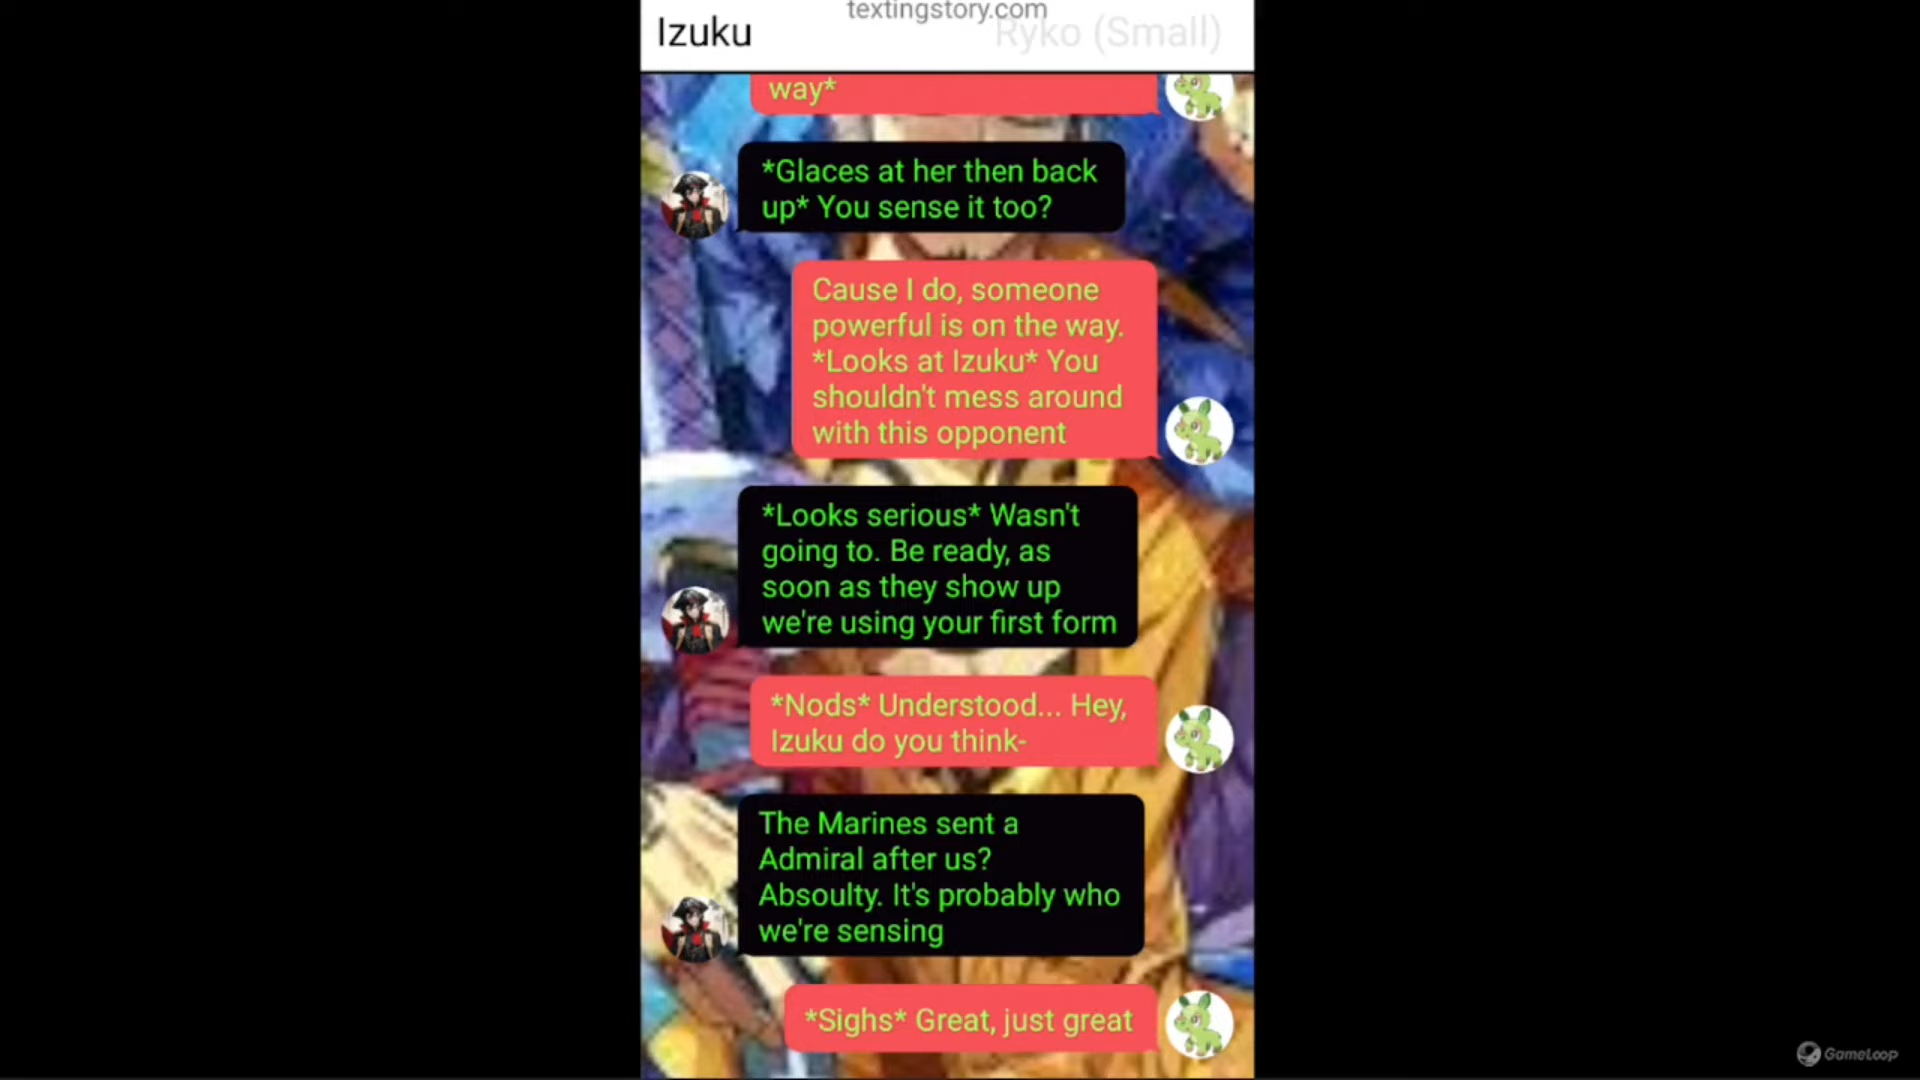 textingstory.com
Izuku
Ryko (Small)
way*
*Glaces at her then back
up* You sense it too?
Cause I do, someone
powerful is on the way.
*Looks at Izuku* You
shouldn't mess around
with this opponent
*Looks serious* Wasn't
going to. Be ready, as
soon as they show up
we're using your first form
*Nods* Understood... Hey,
Izuku do you think-
The Marines sent a
Admiral after us?
Absoulty. It's probably who
we're sensing
*Sighs* Great, just great
GameLoop